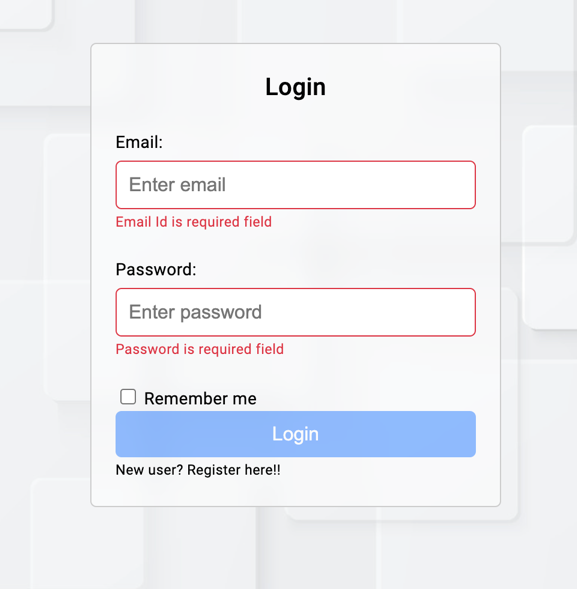 Login
Email:
Enter email
Email Id is required field
Password:
Enter password
Password is required field
Remember me
Login
New user? Register here!!